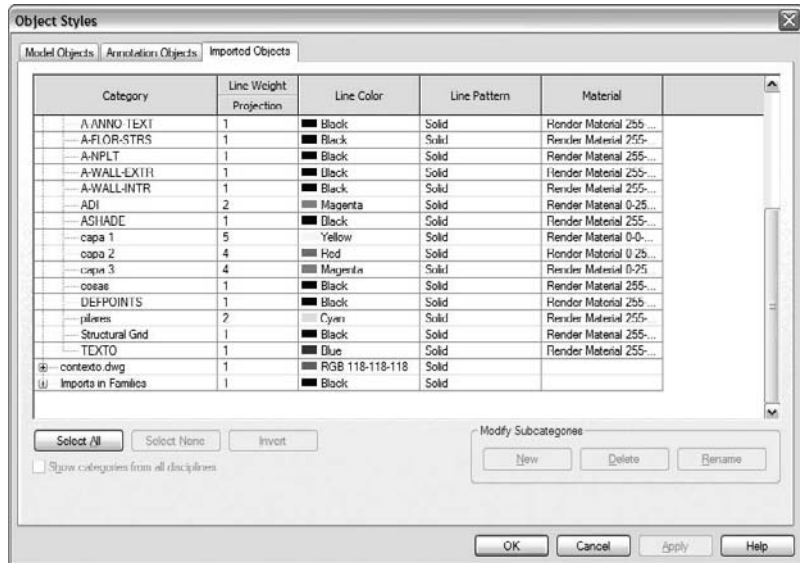 Object Styles
Model Objects Annotation Objects Imported Objects
Category Line Weight Line Color Line Pattern Material
Projection
A-ANNO-TEXT 1 Black Solid Render Material 255-...
A-FLOR-STRS 1 Black Solid Render Material 255-...
A-NPLT 1 Black Solid Render Material 255-...
A-WALL-EXTR 1 Black Solid Render Material 255-...
A-WALL-INTR 1 Black Solid Render Material 255-...
ADI 2 Magenta Solid Render Material 0-25...
ASHADE 1 Black Solid Render Material 255-...
capa 1 5 Yellow Solid Render Material 0-0-...
capa 2 4 Red Solid Render Material 0-25...
capa 3 4 Magenta Solid Render Material 0-25...
cosas 1 Black Solid Render Material 255-...
DEFPOINTS 1 Black Solid Render Material 255-...
pilares 2 Cyan Solid Render Material 255-...
Structural Grid 1 Black Solid Render Material 255-...
TEXTO 1 Blue Solid Render Material 255-...
contexto.dwg 1 RGB 118-118-118 Solid
Imports in Families 1 Black Solid
Select All Select None Invert
Modify Subcategories
New Delete Rename
Show categories from all disciplines
OK Cancel Apply Help